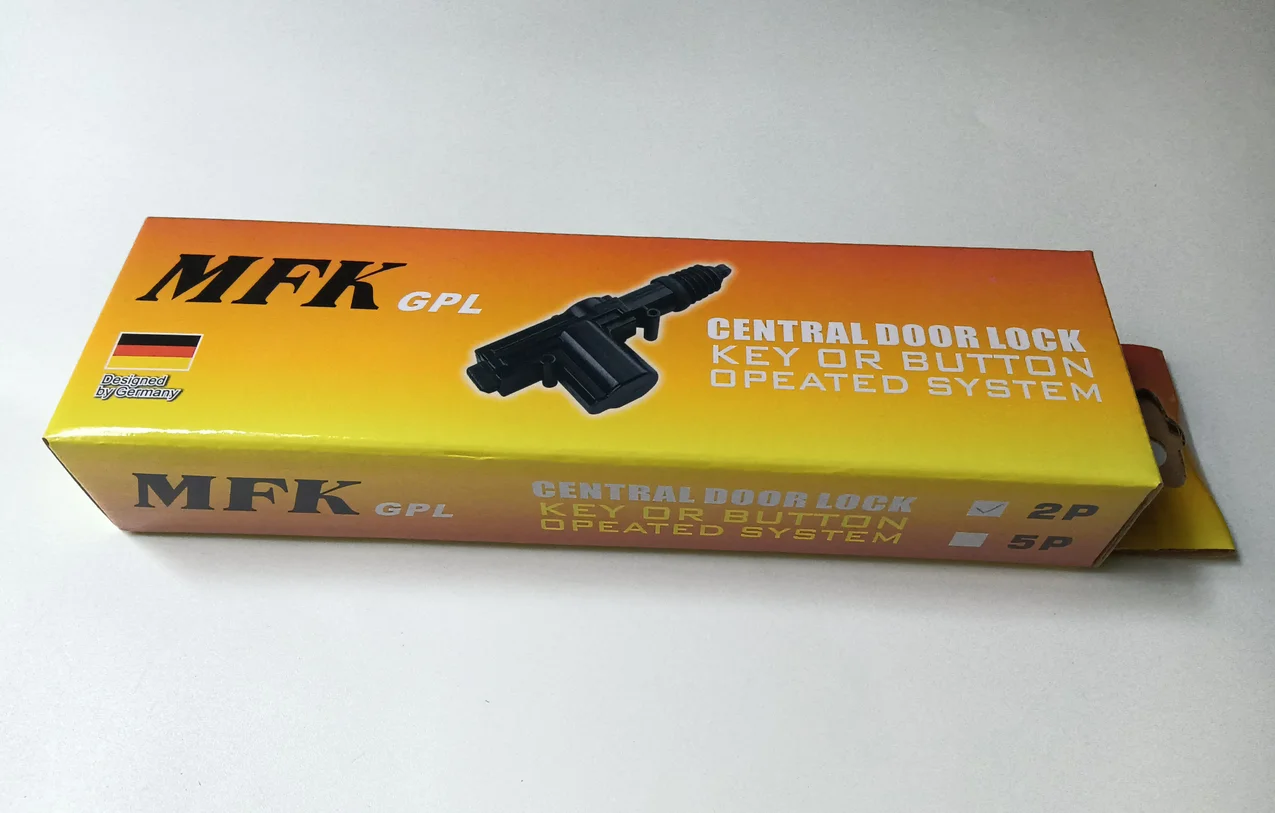 MFK GPL
CENTRAL DOOR LOCK
KEY OR BUTTON
OPEATED SYSTEM
Designed
by Germany
MFK GPL
CENTRAL DOOR LOCK
KEY OR BUTTON
OPEATED SYSTEM
2P
5P